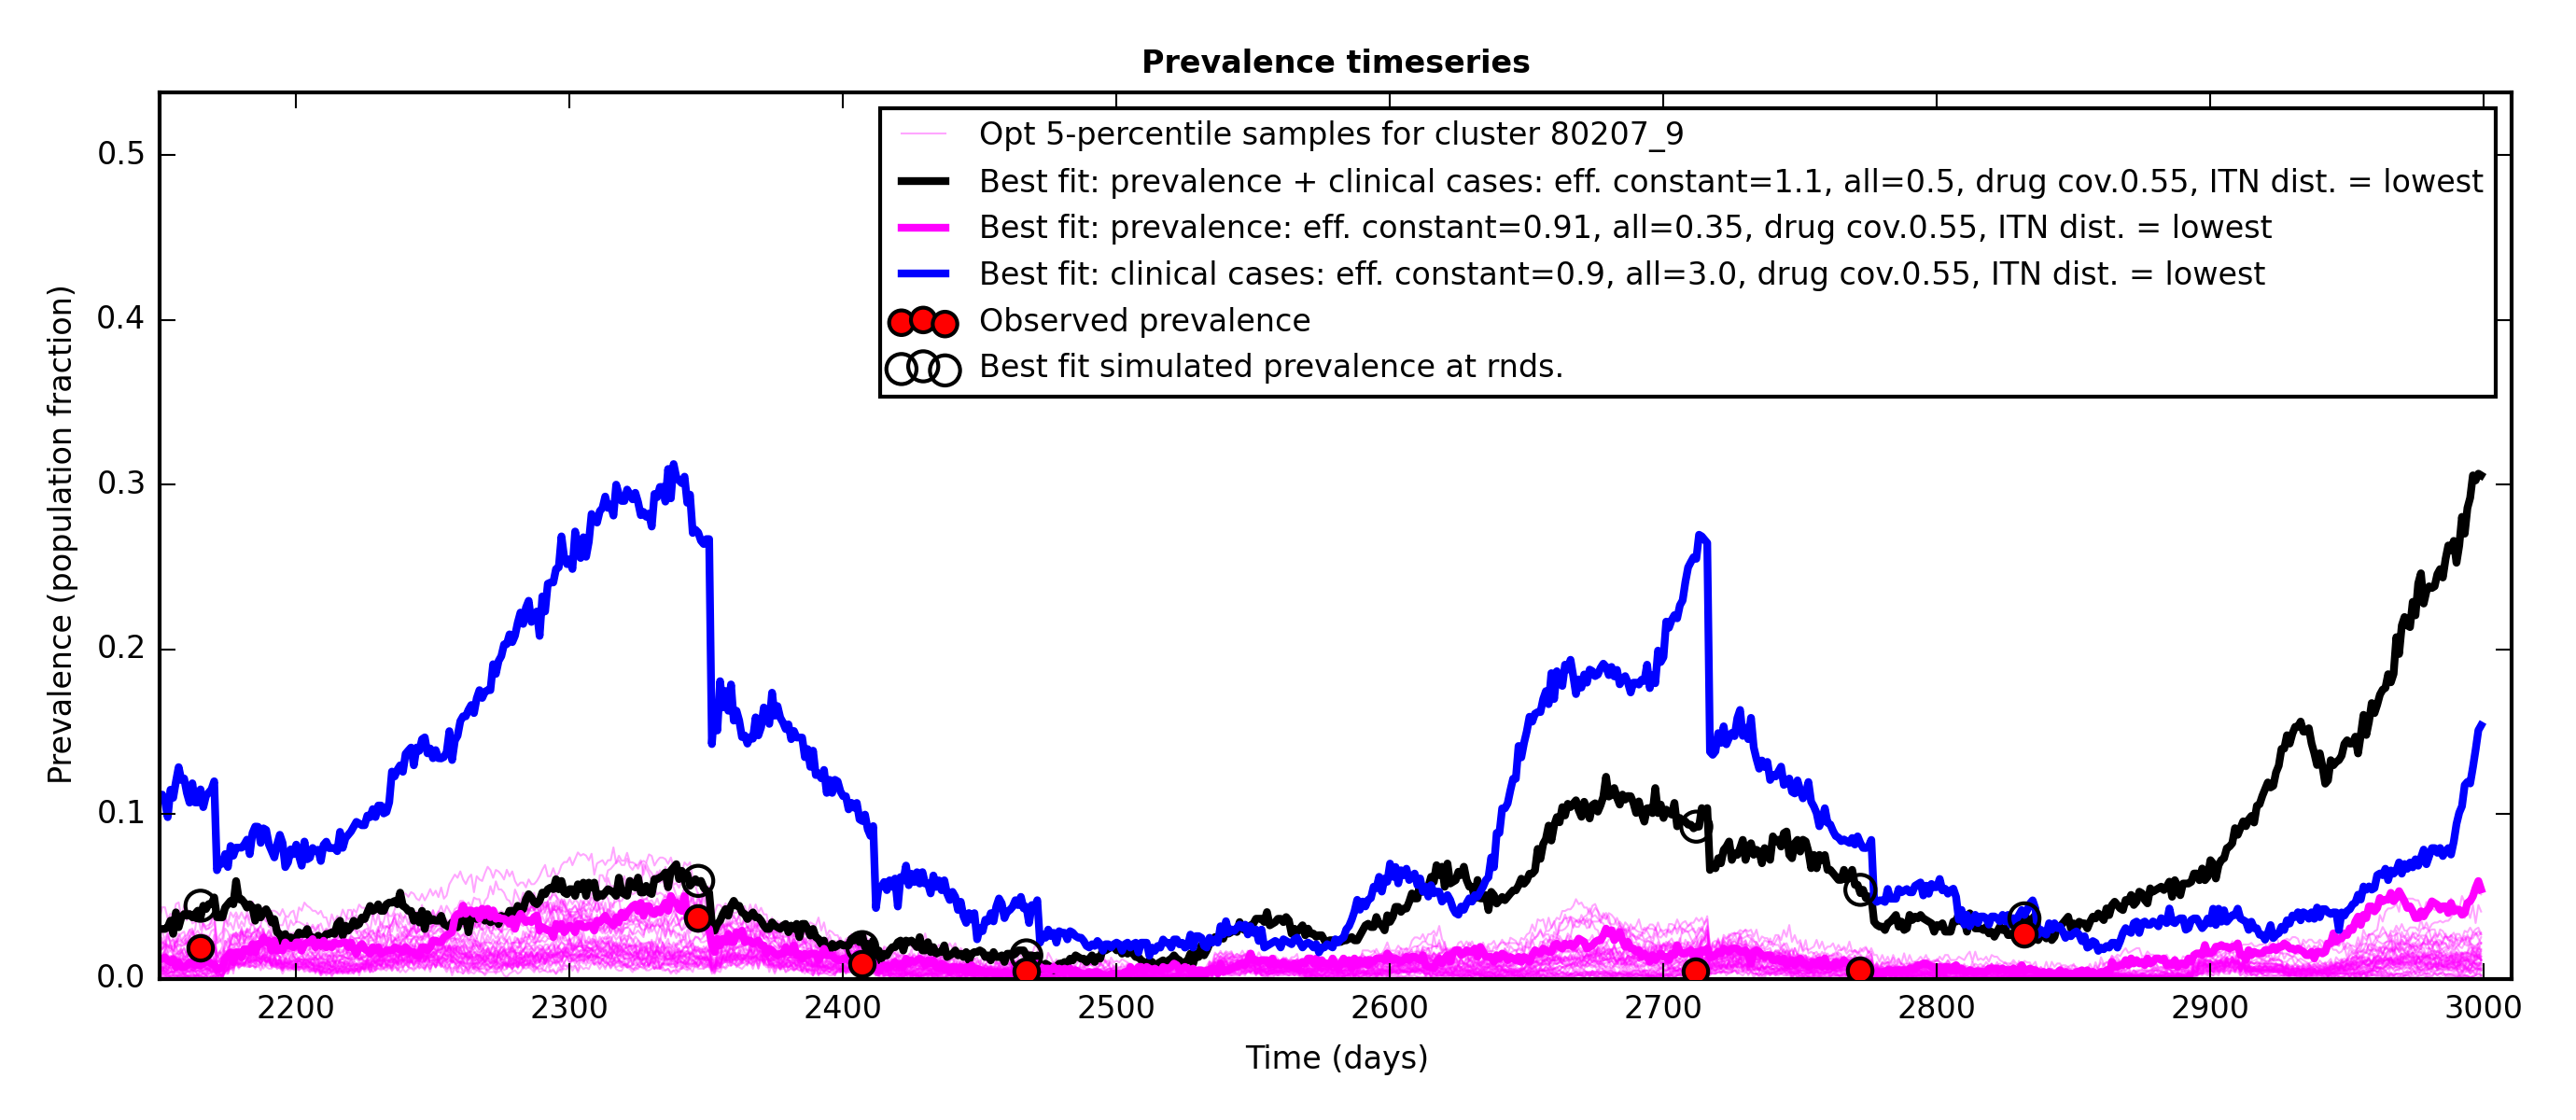 Prevalence timeseries
Opt 5-percentile samples for cluster 80207_9
Best fit: prevalence + clinical cases: eff. constant=1.1, all=0.5, drug cov.0.55, ITN dist. = lowest
Best fit: prevalence: eff. constant=0.91, all=0.35, drug cov.0.55, ITN dist. = lowest
Best fit: clinical cases: eff. constant=0.9, all=3.0, drug cov.0.55, ITN dist. = lowest
Observed prevalence
Best fit simulated prevalence at rnds.
Prevalence (population fraction)
0.5
0.4
0.3
0.2
0.1
0.0
2200 2300 2400 2500 2600 2700 2800 2900 3000
Time (days)